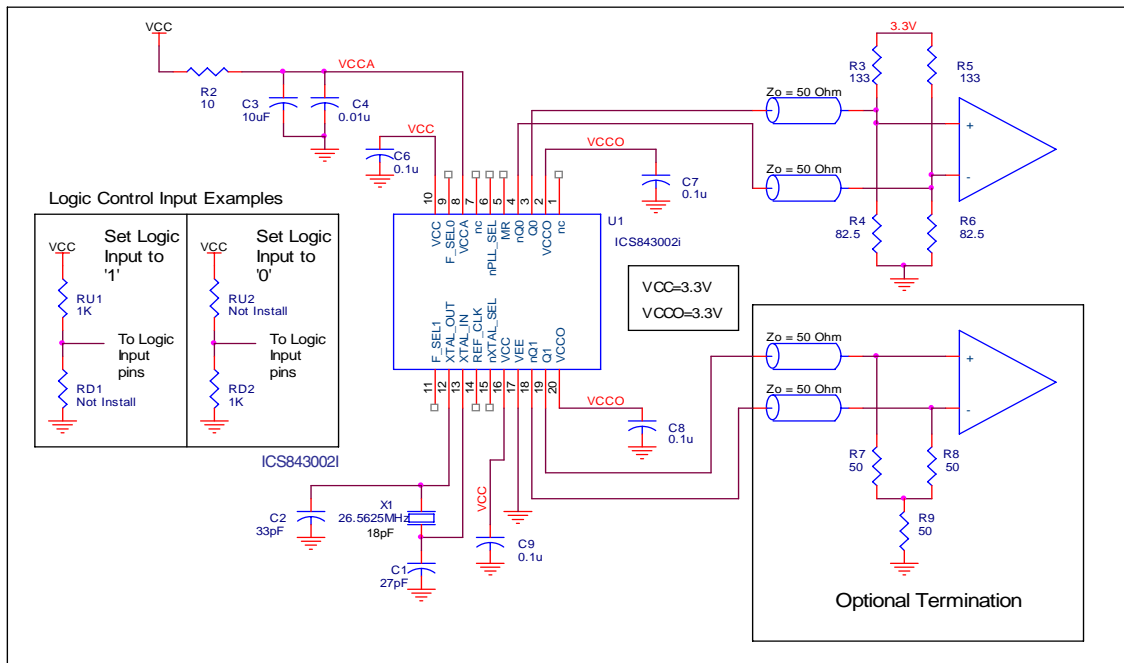 VCC
R2
10
VCCA
C3
10uF
C4
0.01u
VCC
C6
0.1u
VCCO
C7
0.1u
3.3V
R3
133
R5
133
Zo = 50 Ohm
Zo = 50 Ohm
+
-
R4
82.5
R6
82.5
10
9
8
7
6
5
4
3
2
1
VCC
F_SEL0
VCCA
nc
nPLL_SEL
MR
nQ0
Q0
VCCO
nc
U1
ICS843002i
F_SEL1
XTAL_OUT
XTAL_IN
REF_CLK
nXTAL_SEL
VCC
VEE
nQ1
Q1
VCCO
11
12
13
14
15
16
17
18
19
20
VCC=3.3V
VCCO=3.3V
Logic Control Input Examples
Set Logic
Input to
'1'
VCC
RU1
1K
To Logic
Input
pins
RD1
Not Install
Set Logic
Input to
'0'
VCC
RU2
Not Install
To Logic
Input
pins
RD2
1K
ICS843002I
C2
33pF
X1
26.5625MHz
18pF
C1
27pF
VCC
C9
0.1u
VCCO
C8
0.1u
Zo = 50 Ohm
Zo = 50 Ohm
+
-
R7
50
R8
50
R9
50
Optional Termination